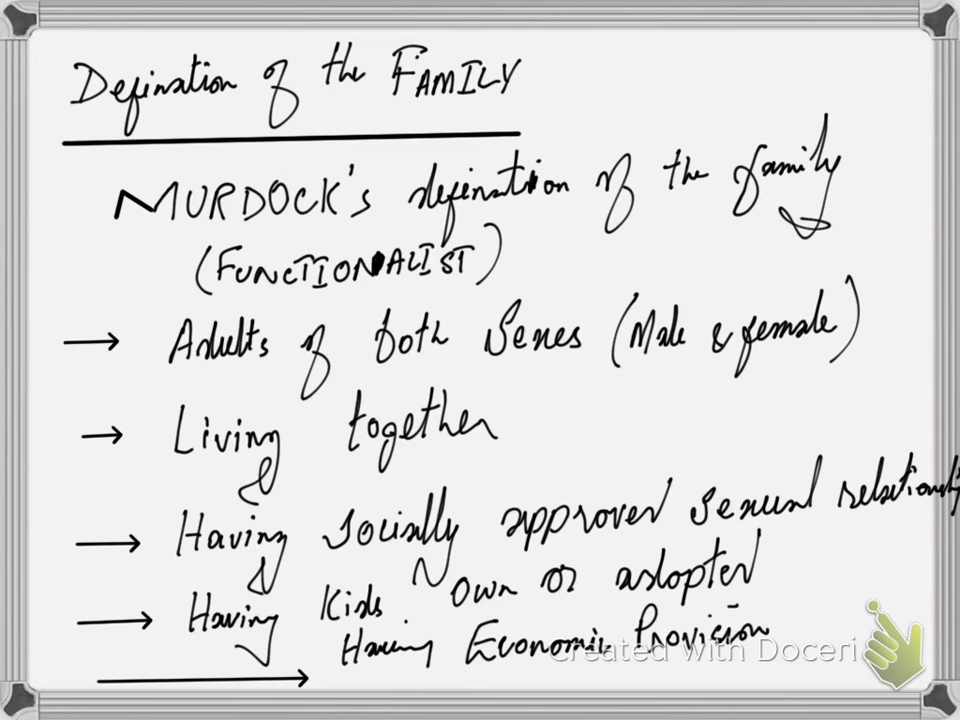 Defination of the FAMILY
MURDOCK's defination of the family
(FUNCTIONALIST)
→ Adults of both Sexes (Male & female)
→ Living together
→ Having socially approved sexual relationship
→ Having Kids own or adopted
→ Having Economic Provision
created with Doceri